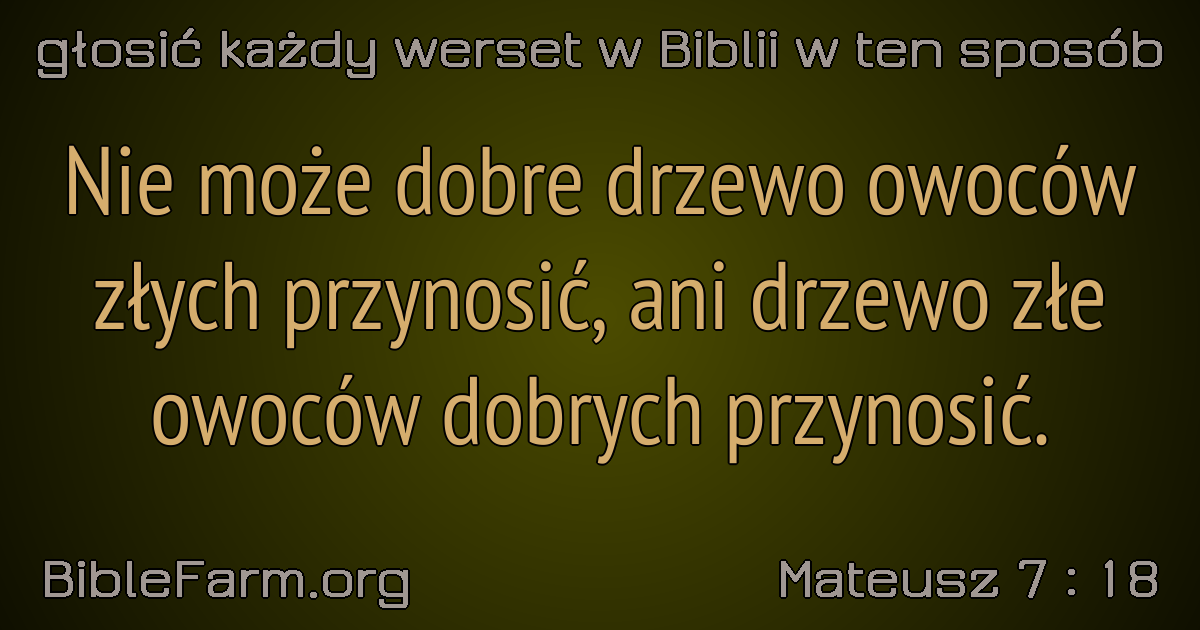 głosić każdy werset w Biblii w ten sposób
Nie może dobre drzewo owoców
złych przynosić, ani drzewo złe
owoców dobrych przynosić.
BibleFarm.org
Mateusz 7 : 18